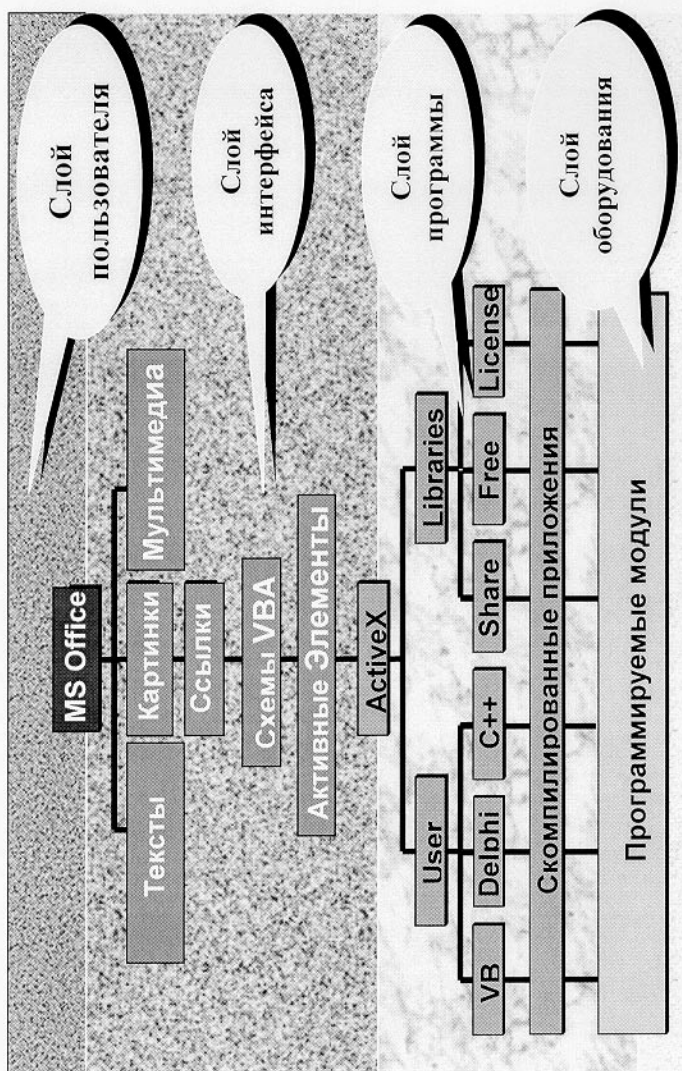 MS Office
Тексты
Картинки
Мультимедиа
Ссылки
Схемы VBA
Активные Элементы
ActiveX
User
Libraries
VB
Delphi
C++
Share
Free
License
Скомпилированные приложения
Программируемые модули
Слой
пользователя
Слой
интерфейса
Слой
программы
Слой
оборудования